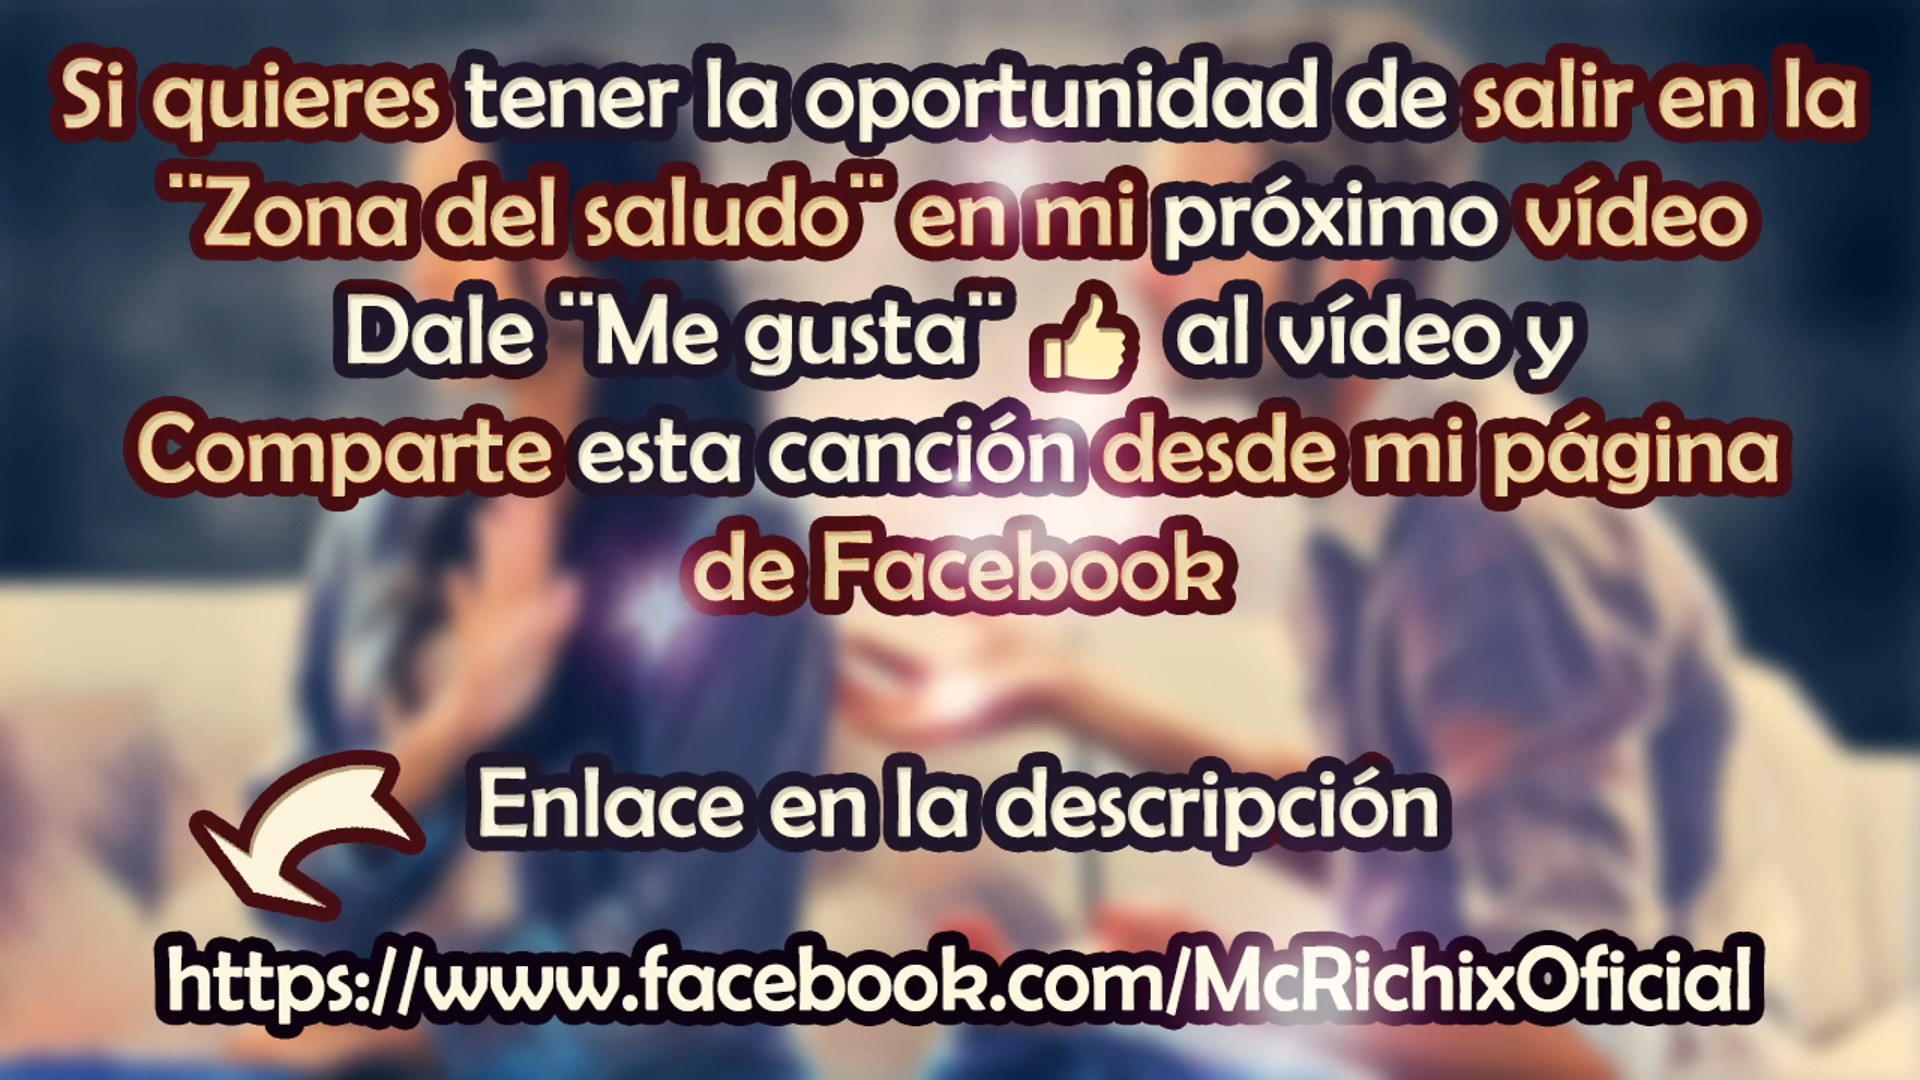 Si quieres tener la oportunidad de salir en la
¨Zona del saludo¨ en mi próximo vídeo
Dale ¨Me gusta¨ al vídeo y
Comparte esta canción desde mi página
de Facebook
Enlace en la descripción
https://www.facebook.com/McRichixOficial